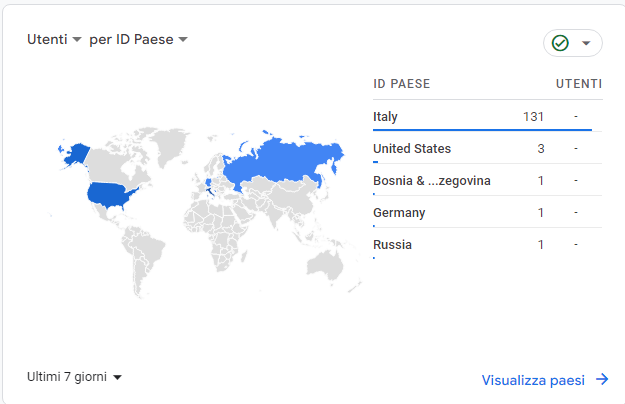 Utenti per ID Paese
ID PAESE UTENTI
Italy 131 -
United States 3 -
Bosnia & ...zegovina 1 -
Germany 1 -
Russia 1 -
Ultimi 7 giorni
Visualizza paesi